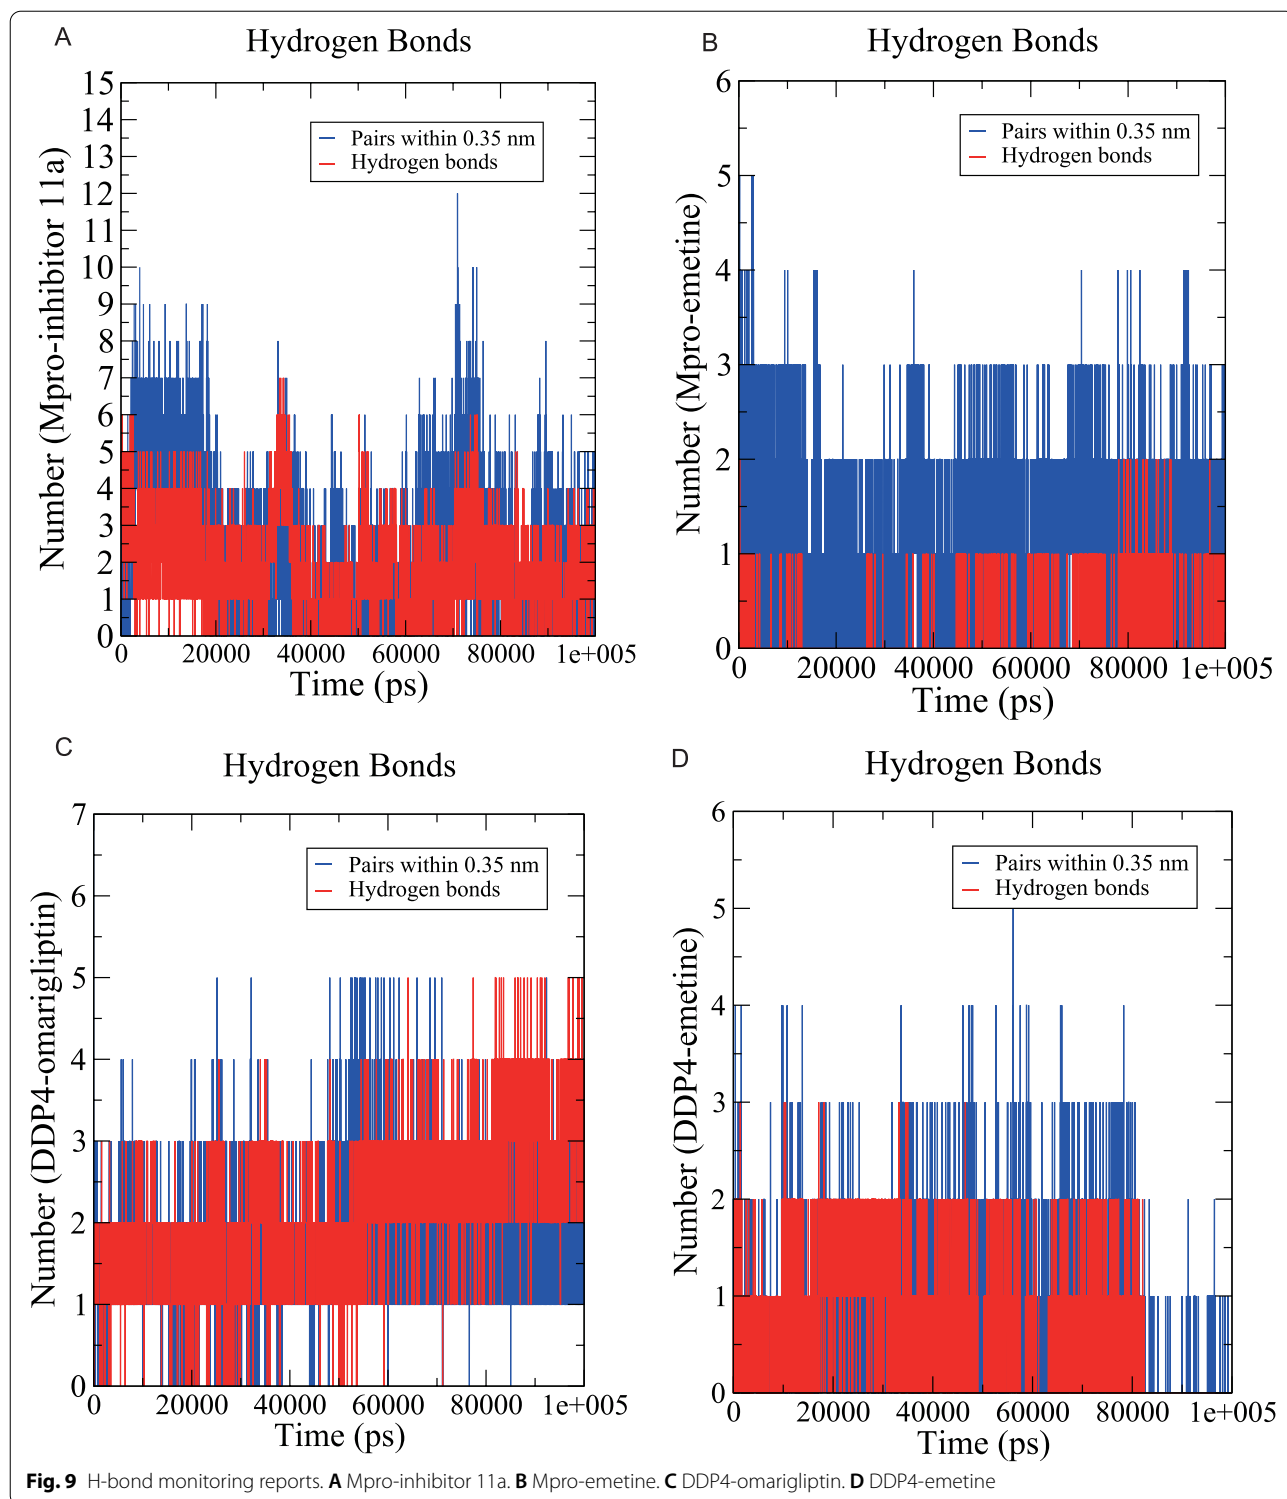 A
Hydrogen Bonds
15
14
13
12
11
10
9
8
7
6
5
4
3
2
1
0
Number (Mpro-inhibitor 11a)
Pairs within 0.35 nm
Hydrogen bonds
0 20000 40000 60000 80000 1e+005
Time (ps)
B
Hydrogen Bonds
6
5
4
3
2
1
0
Number (Mpro-emetine)
Pairs within 0.35 nm
Hydrogen bonds
0 20000 40000 60000 80000 1e+005
Time (ps)
C
Hydrogen Bonds
7
6
5
4
3
2
1
0
Number (DDP4-omarigliptin)
Pairs within 0.35 nm
Hydrogen bonds
0 20000 40000 60000 80000 1e+005
Time (ps)
D
Hydrogen Bonds
6
5
4
3
2
1
0
Number (DDP4-emetine)
Pairs within 0.35 nm
Hydrogen bonds
0 20000 40000 60000 80000 1e+005
Time (ps)
Fig. 9 H-bond monitoring reports. A Mpro-inhibitor 11a. B Mpro-emetine. C DDP4-omarigliptin. D DDP4-emetine